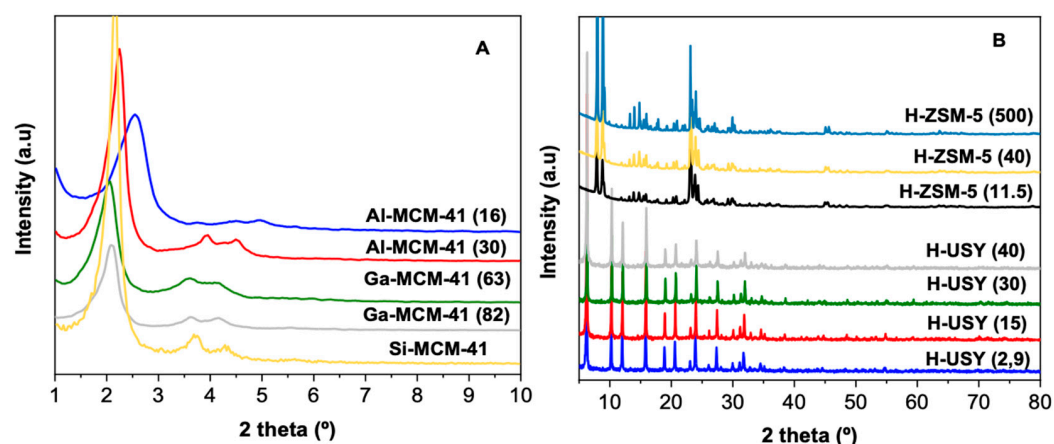 A
Intensity (a.u)
Al-MCM-41 (16)
Al-MCM-41 (30)
Ga-MCM-41 (63)
Ga-MCM-41 (82)
Si-MCM-41
1 2 3 4 5 6 7 8 9 10
2 theta (º)
B
Intensity (a.u)
H-ZSM-5 (500)
H-ZSM-5 (40)
H-ZSM-5 (11.5)
H-USY (40)
H-USY (30)
H-USY (15)
H-USY (2,9)
10 20 30 40 50 60 70 80
2 theta (º)